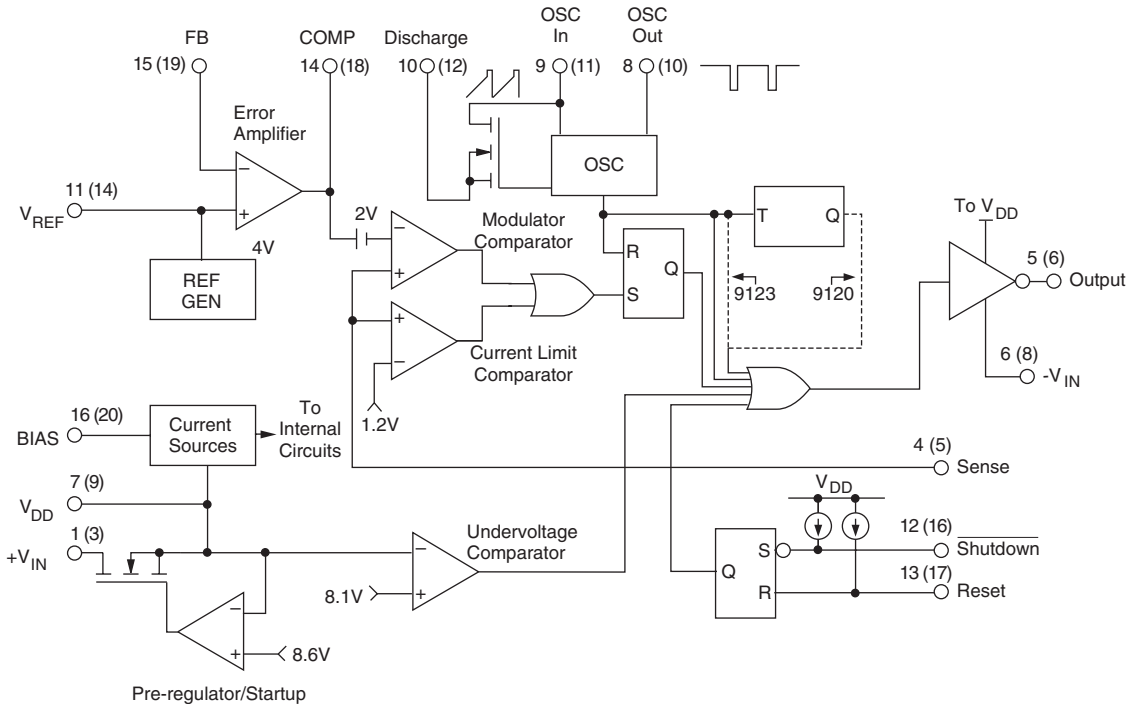 FB
15 (19)
COMP
14 (18)
Discharge
10 (12)
OSC
In
9 (11)
OSC
Out
8 (10)
Error
Amplifier
−
+
11 (14)
VREF
4V
REF
GEN
OSC
2V
Modulator
Comparator
−
+
+
−
Current Limit
Comparator
1.2V
R
Q
S
T
Q
9123
9120
To VDD
5 (6)
Output
6 (8)
-VIN
16 (20)
BIAS
Current
Sources
To
Internal
Circuits
7 (9)
VDD
1 (3)
+VIN
4 (5)
Sense
VDD
Undervoltage
Comparator
−
+
8.1V
−
+
8.6V
Pre-regulator/Startup
S
Q
R
12 (16)
Shutdown
13 (17)
Reset